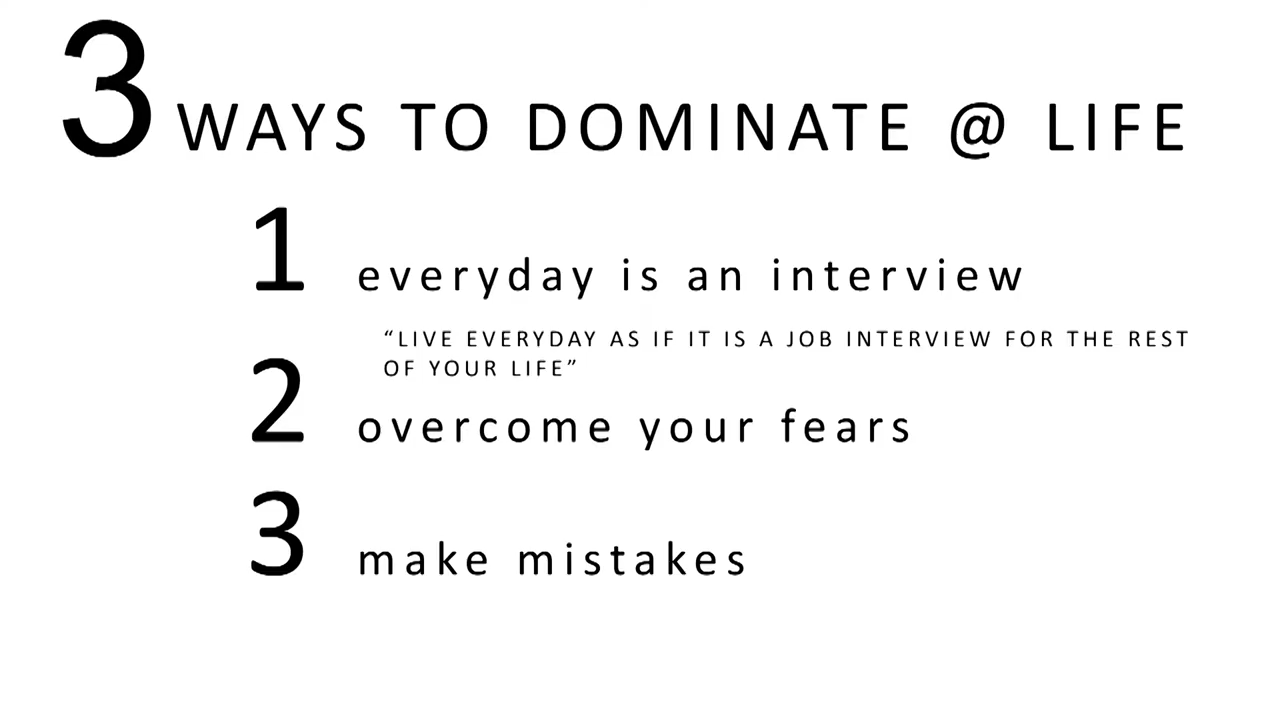 3 WAYS TO DOMINATE @ LIFE
1 everyday is an interview
“LIVE EVERYDAY AS IF IT IS A JOB INTERVIEW FOR THE REST
OF YOUR LIFE”
2 overcome your fears
3 make mistakes